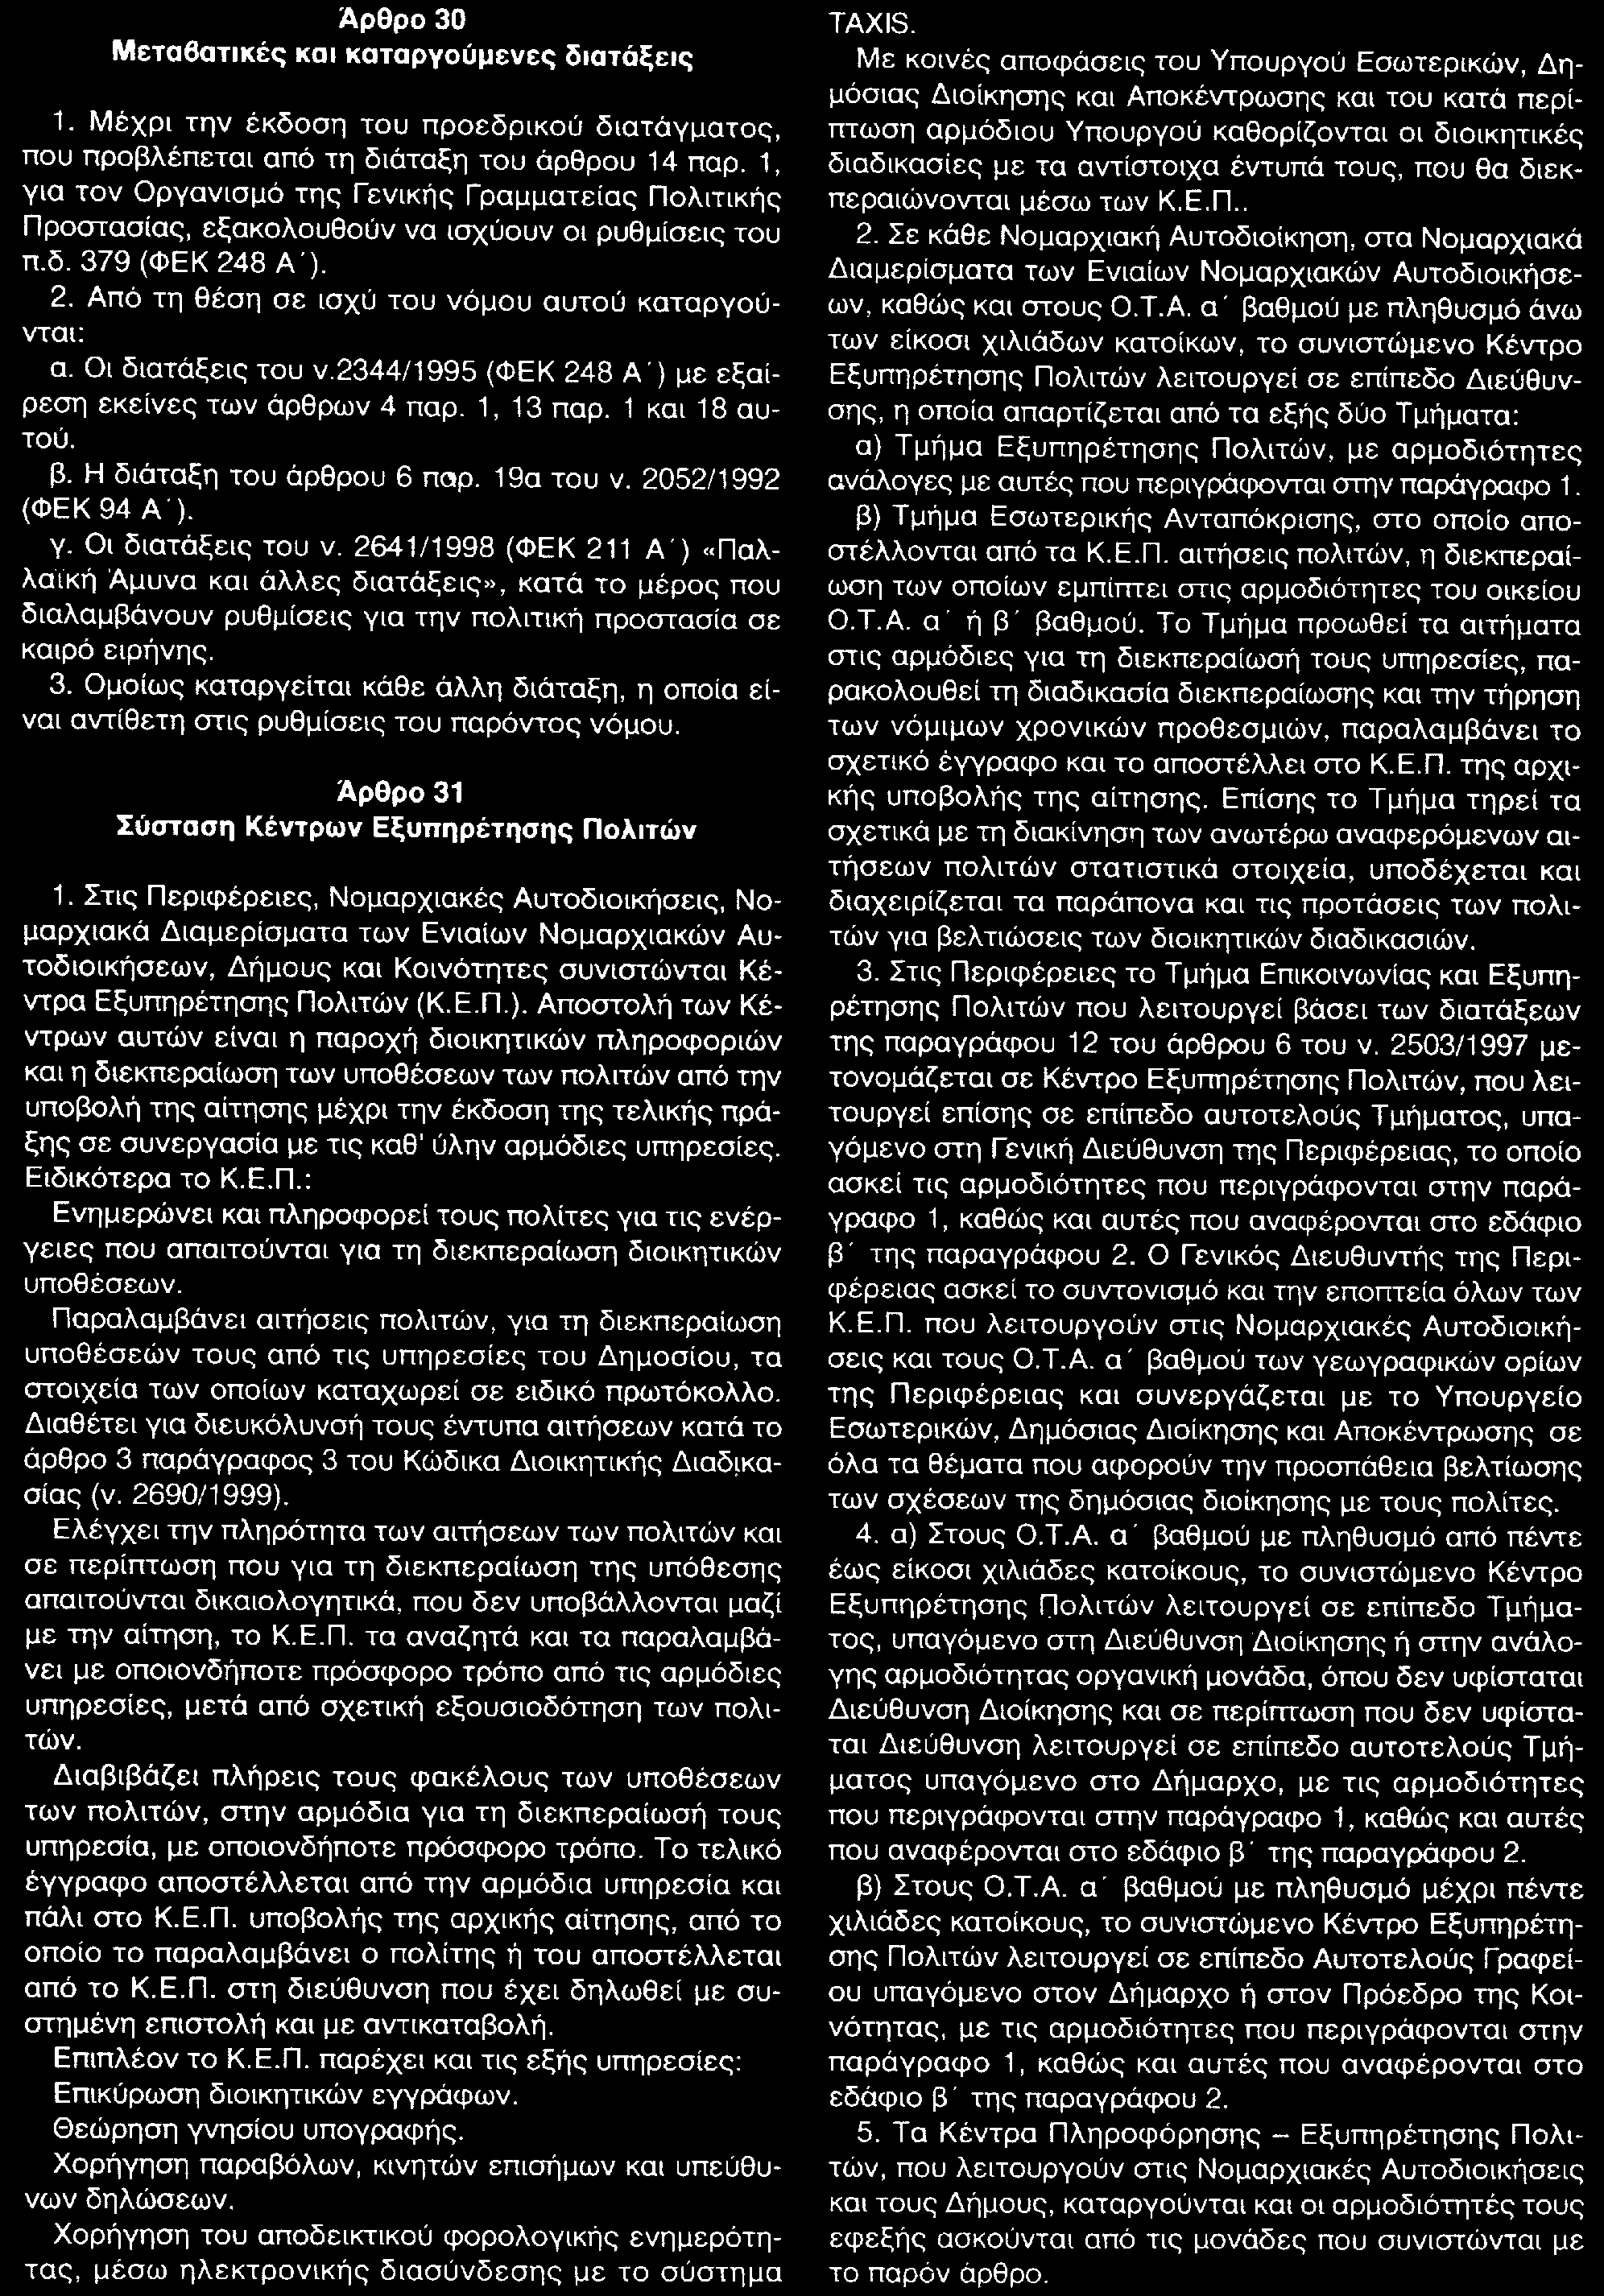 Άρθρο 30
Μεταβατικές και καταργούμενες διατάξεις
1. Μέχρι την έκδοση του προεδρικού διατάγματος,
που προβλέπεται από τη διάταξη του άρθρου 14 παρ. 1,
για τον Οργανισμό της Γενικής Γραμματείας Πολιτικής
Προστασίας, εξακολουθούν να ισχύουν οι ρυθμίσεις του
π.δ. 379 (ΦΕΚ 248 Α΄).
2. Από τη θέση σε ισχύ του νόμου αυτού καταργού-
νται:
α. Οι διατάξεις του ν.2344/1995 (ΦΕΚ 248 Α΄) με εξαί-
ρεση εκείνες των άρθρων 4 παρ. 1, 13 παρ. 1 και 18 αυ-
τού.
β. Η διάταξη του άρθρου 6 παρ. 19α του ν. 2052/1992
(ΦΕΚ 94 Α΄).
γ. Οι διατάξεις του ν. 2641/1998 (ΦΕΚ 211 Α΄) «Παλ-
λαϊκή Άμυνα και άλλες διατάξεις», κατά το μέρος που
διαλαμβάνουν ρυθμίσεις για την πολιτική προστασία σε
καιρό ειρήνης.
3. Ομοίως καταργείται κάθε άλλη διάταξη, η οποία εί-
ναι αντίθετη στις ρυθμίσεις του παρόντος νόμου.
Άρθρο 31
Σύσταση Κέντρων Εξυπηρέτησης Πολιτών
1. Στις Περιφέρειες, Νομαρχιακές Αυτοδιοικήσεις, Νο-
μαρχιακά Διαμερίσματα των Ενιαίων Νομαρχιακών Αυ-
τοδιοικήσεων, Δήμους και Κοινότητες συνιστώνται Κέ-
ντρα Εξυπηρέτησης Πολιτών (Κ.Ε.Π.). Αποστολή των Κέ-
ντρων αυτών είναι η παροχή διοικητικών πληροφοριών
και η διεκπεραίωση των υποθέσεων των πολιτών από την
υποβολή της αίτησης μέχρι την έκδοση της τελικής πρά-
ξης σε συνεργασία με τις καθ' ύλην αρμόδιες υπηρεσίες.
Ειδικότερα το Κ.Ε.Π.:
Ενημερώνει και πληροφορεί τους πολίτες για τις ενέρ-
γειες που απαιτούνται για τη διεκπεραίωση διοικητικών
υποθέσεων.
Παραλαμβάνει αιτήσεις πολιτών, για τη διεκπεραίωση
υποθέσεών τους από τις υπηρεσίες του Δημοσίου, τα
στοιχεία των οποίων καταχωρεί σε ειδικό πρωτόκολλο.
Διαθέτει για διευκόλυνσή τους έντυπα αιτήσεων κατά το
άρθρο 3 παράγραφος 3 του Κώδικα Διοικητικής Διαδικα-
σίας (ν. 2690/1999).
Ελέγχει την πληρότητα των αιτήσεων των πολιτών και
σε περίπτωση που για τη διεκπεραίωση της υπόθεσης
απαιτούνται δικαιολογητικά, που δεν υποβάλλονται μαζί
με την αίτηση, το Κ.Ε.Π. τα αναζητά και τα παραλαμβά-
νει με οποιονδήποτε πρόσφορο τρόπο από τις αρμόδιες
υπηρεσίες, μετά από σχετική εξουσιοδότηση των πολι-
τών.
Διαβιβάζει πλήρεις τους φακέλους των υποθέσεων
των πολιτών, στην αρμόδια για τη διεκπεραίωσή τους
υπηρεσία, με οποιονδήποτε πρόσφορο τρόπο. Το τελικό
έγγραφο αποστέλλεται από την αρμόδια υπηρεσία και
πάλι στο Κ.Ε.Π. υποβολής της αρχικής αίτησης, από το
οποίο το παραλαμβάνει ο πολίτης ή του αποστέλλεται
από το Κ.Ε.Π. στη διεύθυνση που έχει δηλωθεί με συ-
στημένη επιστολή και με αντικαταβολή.
Επιπλέον το Κ.Ε.Π. παρέχει και τις εξής υπηρεσίες:
Επικύρωση διοικητικών εγγράφων.
Θεώρηση γνησίου υπογραφής.
Χορήγηση παραβόλων, κινητών επισήμων και υπεύθυ-
νων δηλώσεων.
Χορήγηση του αποδεικτικού φορολογικής ενημερότη-
τας, μέσω ηλεκτρονικής διασύνδεσης με το σύστημα
TAXIS.
Με κοινές αποφάσεις του Υπουργού Εσωτερικών, Δη-
μόσιας Διοίκησης και Αποκέντρωσης και του κατά περί-
πτωση αρμόδιου Υπουργού καθορίζονται οι διοικητικές
διαδικασίες με τα αντίστοιχα έντυπά τους, που θα διεκ-
περαιώνονται μέσω των Κ.Ε.Π..
2. Σε κάθε Νομαρχιακή Αυτοδιοίκηση, στα Νομαρχιακά
Διαμερίσματα των Ενιαίων Νομαρχιακών Αυτοδιοικήσε-
ων, καθώς και στους Ο.Τ.Α. α΄ βαθμού με πληθυσμό άνω
των είκοσι χιλιάδων κατοίκων, το συνιστώμενο Κέντρο
Εξυπηρέτησης Πολιτών λειτουργεί σε επίπεδο Διεύθυν-
σης, η οποία απαρτίζεται από τα εξής δύο Τμήματα:
α) Τμήμα Εξυπηρέτησης Πολιτών, με αρμοδιότητες
ανάλογες με αυτές που περιγράφονται στην παράγραφο 1.
β) Τμήμα Εσωτερικής Ανταπόκρισης, στο οποίο απο-
στέλλονται από τα Κ.Ε.Π. αιτήσεις πολιτών, η διεκπεραί-
ωση των οποίων εμπίπτει στις αρμοδιότητες του οικείου
Ο.Τ.Α. α΄ ή β΄ βαθμού. Το Τμήμα προωθεί τα αιτήματα
στις αρμόδιες για τη διεκπεραίωσή τους υπηρεσίες, πα-
ρακολουθεί τη διαδικασία διεκπεραίωσης και την τήρηση
των νόμιμων χρονικών προθεσμιών, παραλαμβάνει το
σχετικό έγγραφο και το αποστέλλει στο Κ.Ε.Π. της αρχι-
κής υποβολής της αίτησης. Επίσης το Τμήμα τηρεί τα
σχετικά με τη διακίνηση των ανωτέρω αναφερόμενων αι-
τήσεων πολιτών στατιστικά στοιχεία, υποδέχεται και
διαχειρίζεται τα παράπονα και τις προτάσεις των πολι-
τών για βελτιώσεις των διοικητικών διαδικασιών.
3. Στις Περιφέρειες το Τμήμα Επικοινωνίας και Εξυπη-
ρέτησης Πολιτών που λειτουργεί βάσει των διατάξεων
της παραγράφου 12 του άρθρου 6 του ν. 2503/1997 με-
τονομάζεται σε Κέντρο Εξυπηρέτησης Πολιτών, που λει-
τουργεί επίσης σε επίπεδο αυτοτελούς Τμήματος, υπα-
γόμενο στη Γενική Διεύθυνση της Περιφέρειας, το οποίο
ασκεί τις αρμοδιότητες που περιγράφονται στην παρά-
γραφο 1, καθώς και αυτές που αναφέρονται στο εδάφιο
β΄ της παραγράφου 2. Ο Γενικός Διευθυντής της Περι-
φέρειας ασκεί το συντονισμό και την εποπτεία όλων των
Κ.Ε.Π. που λειτουργούν στις Νομαρχιακές Αυτοδιοική-
σεις και τους Ο.Τ.Α. α΄ βαθμού των γεωγραφικών ορίων
της Περιφέρειας και συνεργάζεται με το Υπουργείο
Εσωτερικών, Δημόσιας Διοίκησης και Αποκέντρωσης σε
όλα τα θέματα που αφορούν την προσπάθεια βελτίωσης
των σχέσεων της δημόσιας διοίκησης με τους πολίτες.
4. α) Στους Ο.Τ.Α. α΄ βαθμού με πληθυσμό από πέντε
έως είκοσι χιλιάδες κατοίκους, το συνιστώμενο Κέντρο
Εξυπηρέτησης Πολιτών λειτουργεί σε επίπεδο Τμήμα-
τος, υπαγόμενο στη Διεύθυνση Διοίκησης ή στην ανάλο-
γης αρμοδιότητας οργανική μονάδα, όπου δεν υφίσταται
Διεύθυνση Διοίκησης και σε περίπτωση που δεν υφίστα-
ται Διεύθυνση λειτουργεί σε επίπεδο αυτοτελούς Τμή-
ματος υπαγόμενο στο Δήμαρχο, με τις αρμοδιότητες
που περιγράφονται στην παράγραφο 1, καθώς και αυτές
που αναφέρονται στο εδάφιο β΄ της παραγράφου 2.
β) Στους Ο.Τ.Α. α΄ βαθμού με πληθυσμό μέχρι πέντε
χιλιάδες κατοίκους, το συνιστώμενο Κέντρο Εξυπηρέτη-
σης Πολιτών λειτουργεί σε επίπεδο Αυτοτελούς Γραφεί-
ου υπαγόμενο στον Δήμαρχο ή στον Πρόεδρο της Κοι-
νότητας, με τις αρμοδιότητες που περιγράφονται στην
παράγραφο 1, καθώς και αυτές που αναφέρονται στο
εδάφιο β΄ της παραγράφου 2.
5. Τα Κέντρα Πληροφόρησης – Εξυπηρέτησης Πολι-
τών, που λειτουργούν στις Νομαρχιακές Αυτοδιοικήσεις
και τους Δήμους, καταργούνται και οι αρμοδιότητές τους
εφεξής ασκούνται από τις μονάδες που συνιστώνται με
το παρόν άρθρο.